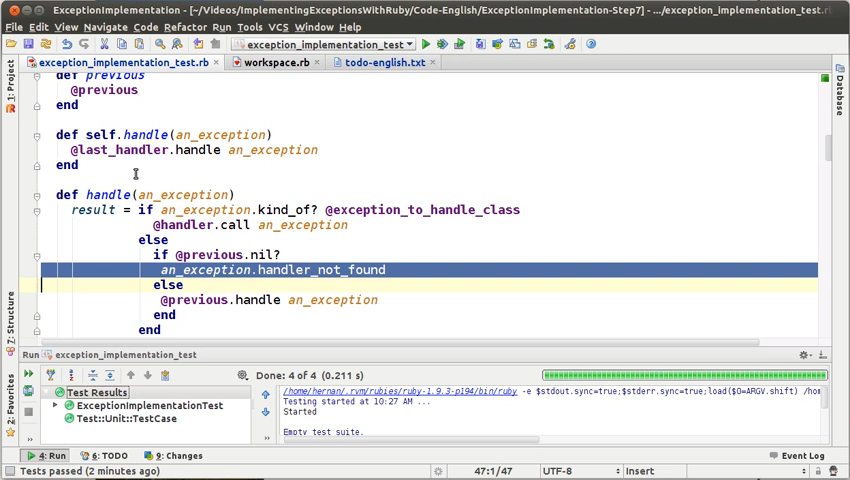 ExceptionImplementation - [~/Videos/ImplementingExceptionsWithRuby/Code-English/ExceptionImplementation-Step7] - .../exception_implementation_test.rb
File Edit View Navigate Code Refactor Run Tools VCS Window Help
exception_implementation_test
exception_implementation_test.rb workspace.rb todo-english.txt
1: Project
Database
def previous
@previous
end
def self.handle(an_exception)
@last_handler.handle an_exception
end
def handle(an_exception)
result = if an_exception.kind_of? @exception_to_handle_class
@handler.call an_exception
else
if @previous.nil?
an_exception.handler_not_found
else
@previous.handle an_exception
end
end
7: Structure
2: Favorites
Run exception_implementation_test
Done: 4 of 4 (0.211 s)
Test Results
ExceptionImplementationTest
Test::Unit::TestCase
/home/hernan/.rvm/rubies/ruby-1.9.3-p194/bin/ruby -e $stdout.sync=true;$stderr.sync=true;load($0=ARGV.shift) /hom
Testing started at 10:27 AM ...
Started
Empty test suite.
4: Run 6: TODO 9: Changes Event Log
Tests passed (2 minutes ago) 47:1/47 UTF-8 Insert